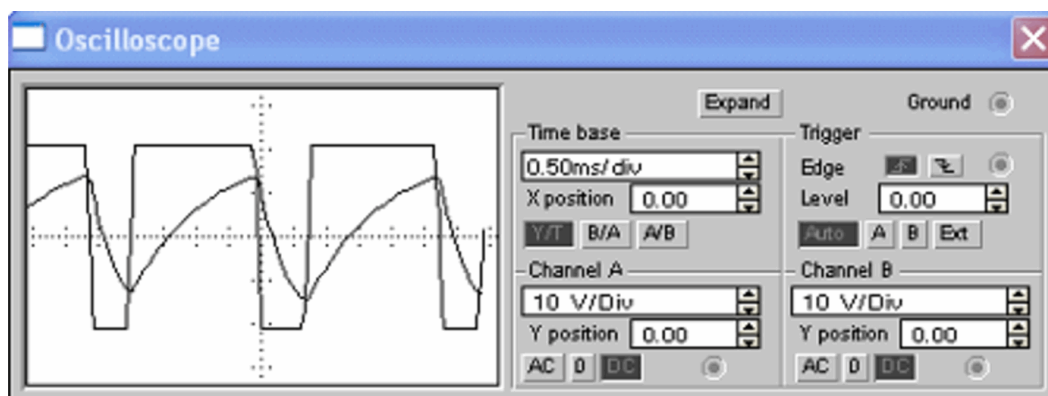 Oscilloscope
Expand
Ground
Time base
0.50ms/div
X position 0.00
Y/T B/A A/B
Trigger
Edge
Level 0.00
Auto A B Ext
Channel A
10 V/Div
Y position 0.00
AC 0 DC
Channel B
10 V/Div
Y position 0.00
AC 0 DC